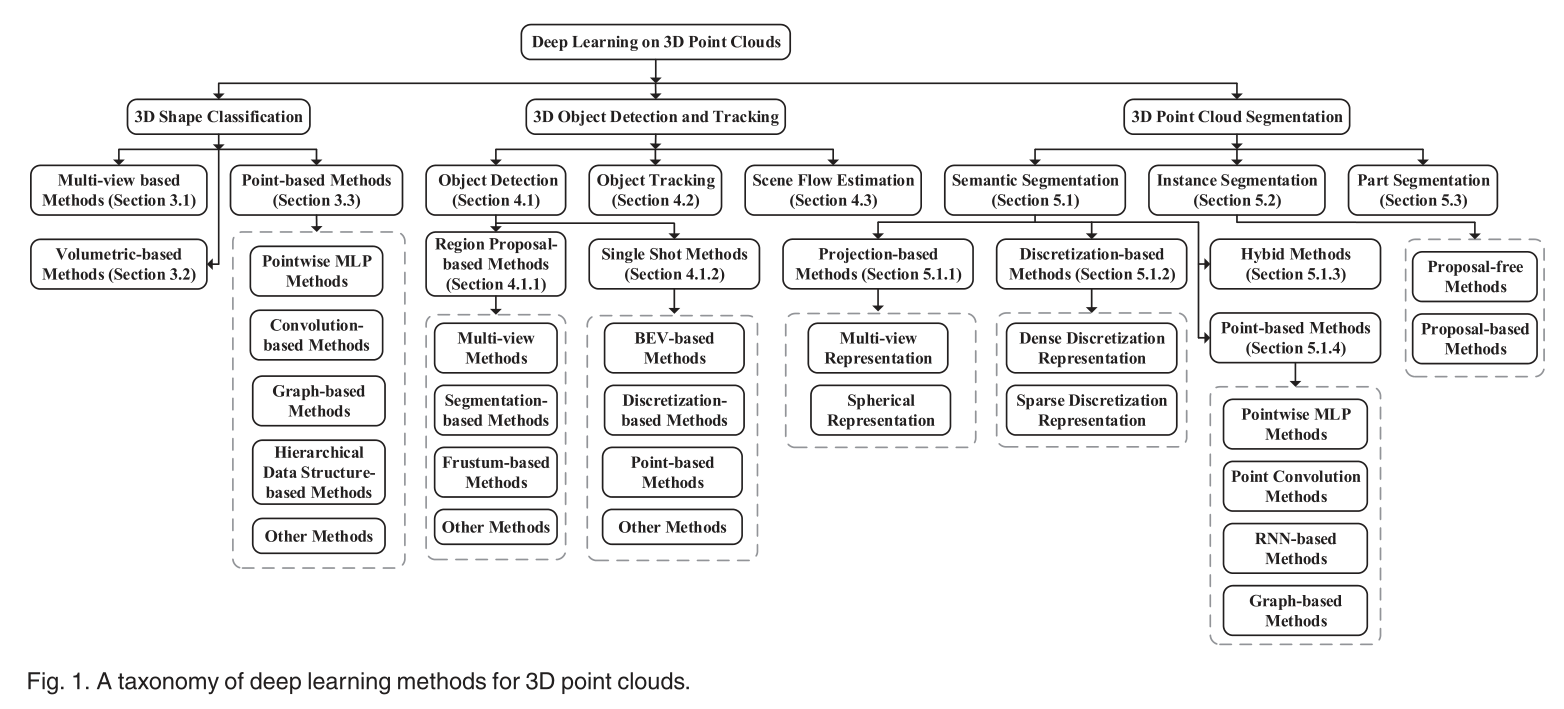 Deep Learning on 3D Point Clouds
3D Shape Classification
3D Object Detection and Tracking
3D Point Cloud Segmentation
Multi-view based
Methods (Section 3.1)
Point-based Methods
(Section 3.3)
Object Detection
(Section 4.1)
Object Tracking
(Section 4.2)
Scene Flow Estimation
(Section 4.3)
Semantic Segmentation
(Section 5.1)
Instance Segmentation
(Section 5.2)
Part Segmentation
(Section 5.3)
Volumetric-based
Methods (Section 3.2)
Region Proposal-
based Methods
(Section 4.1.1)
Single Shot Methods
(Section 4.1.2)
Projection-based
Methods (Section 5.1.1)
Discretization-based
Methods (Section 5.1.2)
Hybrid Methods
(Section 5.1.3)
Point-based Methods
(Section 5.1.4)
Proposal-free
Methods
Proposal-based
Methods
Pointwise MLP
Methods
Convolution-
based Methods
Graph-based
Methods
Hierarchical
Data Structure-
based Methods
Other Methods
Multi-view
Methods
Segmentation-
based Methods
Frustum-based
Methods
Other Methods
BEV-based
Methods
Discretization-
based Methods
Point-based
Methods
Other Methods
Multi-view
Representation
Spherical
Representation
Dense Discretization
Representation
Sparse Discretization
Representation
Pointwise MLP
Methods
Point Convolution
Methods
RNN-based
Methods
Graph-based
Methods
Fig. 1. A taxonomy of deep learning methods for 3D point clouds.